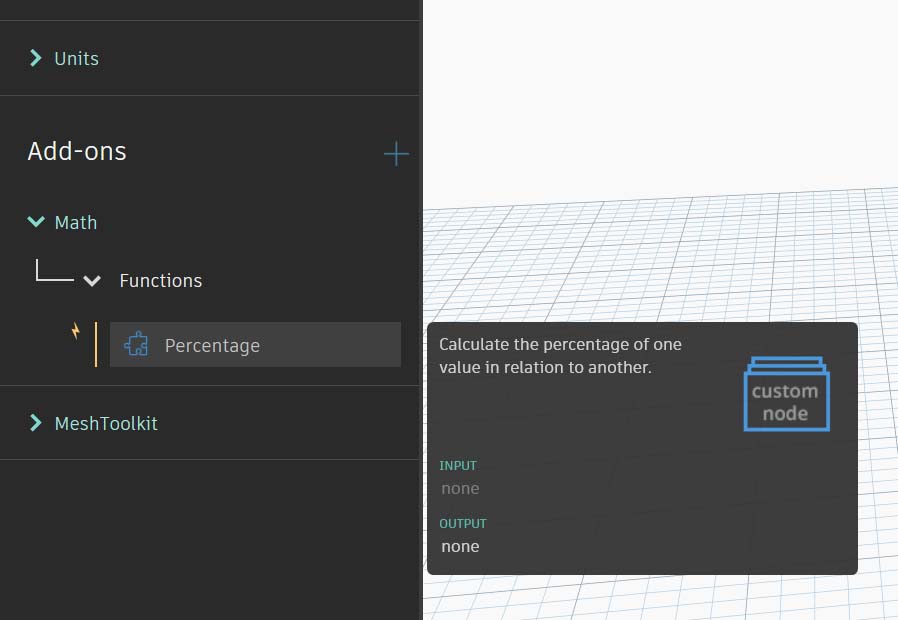 Units
Add-ons
Math
Functions
Percentage
MeshToolkit
Calculate the percentage of one
value in relation to another.
custom
node
INPUT
none
OUTPUT
none